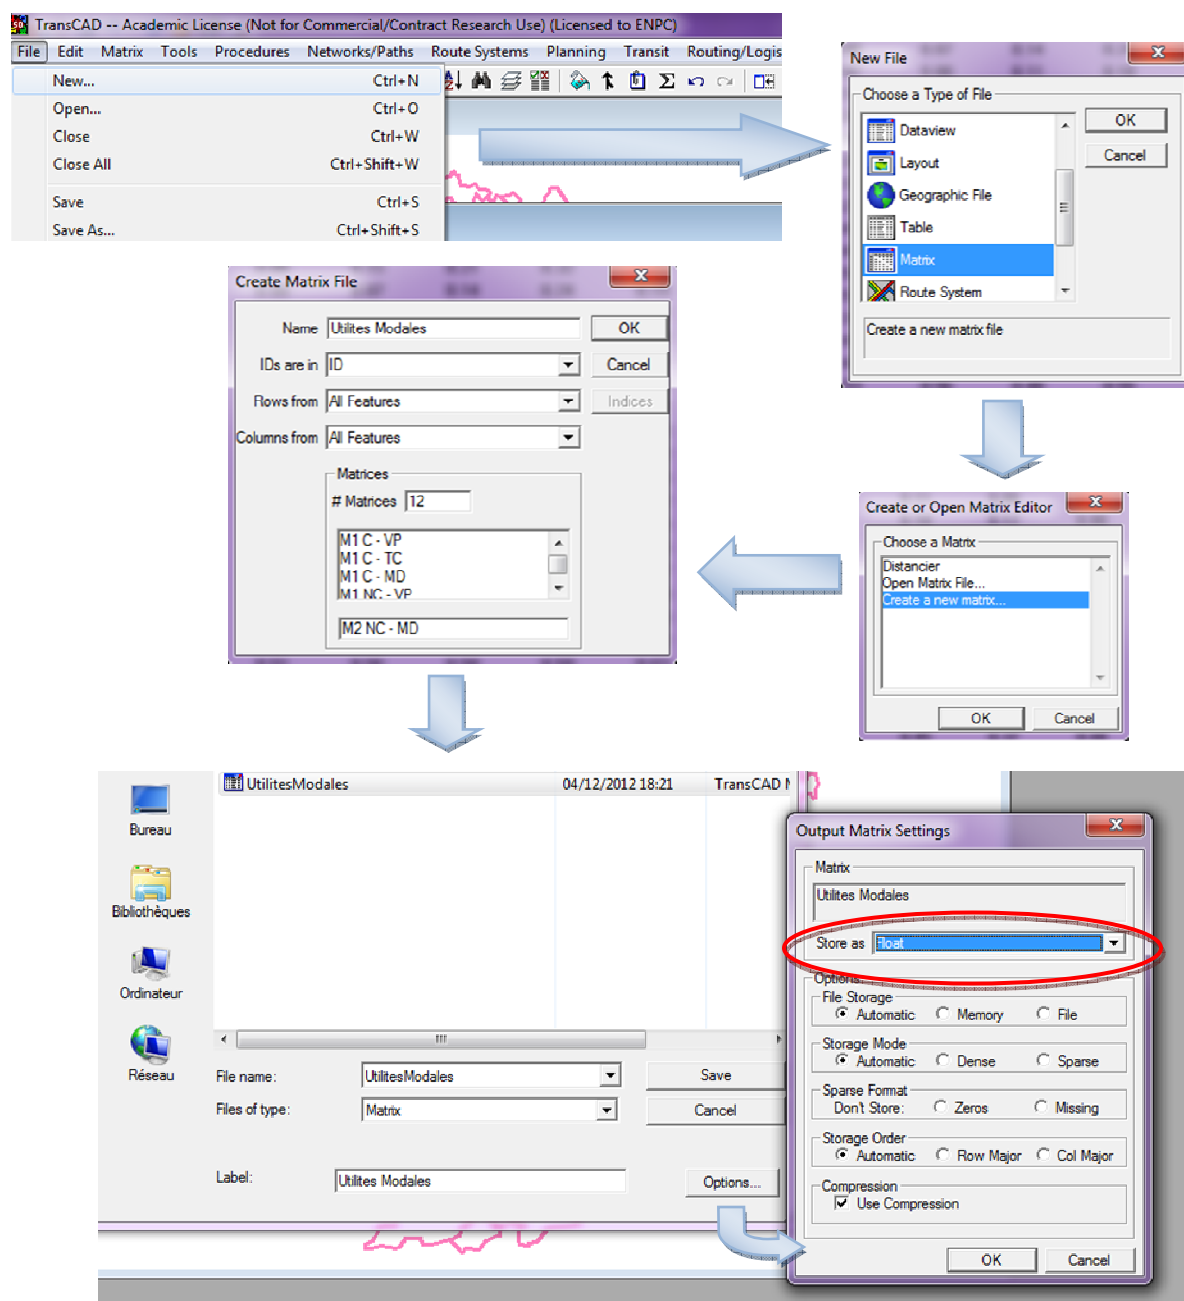 TransCAD -- Academic License (Not for Commercial/Contract Research Use) (Licensed to ENPC)
File Edit Matrix Tools Procedures Networks/Paths Route Systems Planning Transit Routing/Logis
New... Ctrl+N
Open... Ctrl+O
Close Ctrl+W
Close All Ctrl+Shift+W
Save Ctrl+S
Save As... Ctrl+Shift+S
New File
Choose a Type of File
Dataview
Layout
Geographic File
Table
Matrix
Route System
OK
Cancel
Create a new matrix file
Create or Open Matrix Editor
Choose a Matrix
Distancier
Open Matrix File...
Create a new matrix...
OK Cancel
Create Matrix File
Name Utilites Modales OK
IDs are in ID Cancel
Rows from All Features Indices
Columns from All Features
Matrices
# Matrices 12
M1 C - VP
M1 C - TC
M1 C - MD
M1 NC - VP
M2 NC - MD
UtilitesModales 04/12/2012 18:21 TransCAD M
Bureau
Bibliothèques
Ordinateur
Réseau
File name: UtilitesModales Save
Files of type: Matrix Cancel
Label: Utilites Modales Options...
Output Matrix Settings
Matrix
Utilites Modales
Store as Float
Options
File Storage
Automatic Memory File
Storage Mode
Automatic Dense Sparse
Sparse Format
Don't Store: Zeros Missing
Storage Order
Automatic Row Major Col Major
Compression
Use Compression
OK Cancel